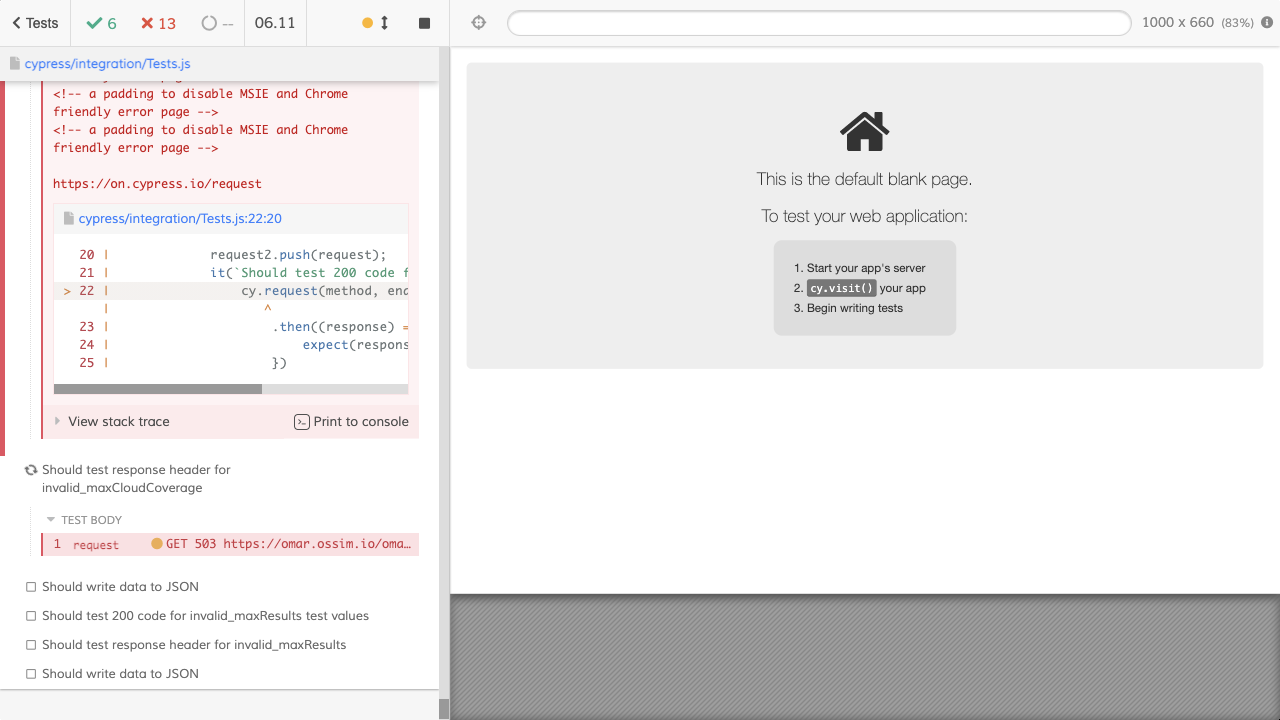 Tests
6
13
--
06.11
1000 x 660 (83%)
cypress/integration/Tests.js
<!-- a padding to disable MSIE and Chrome
friendly error page -->
<!-- a padding to disable MSIE and Chrome
friendly error page -->
https://on.cypress.io/request
cypress/integration/Tests.js:22:20
20 | request2.push(request);
21 | it(`Should test 200 code f
> 22 | cy.request(method, end
| ^
23 | .then((response) =
24 | expect(respons
25 | })
View stack trace
Print to console
Should test response header for
invalid_maxCloudCoverage
TEST BODY
1 request GET 503 https://omar.ossim.io/oma…
Should write data to JSON
Should test 200 code for invalid_maxResults test values
Should test response header for invalid_maxResults
Should write data to JSON
This is the default blank page.
To test your web application:
1. Start your app's server
2. cy.visit() your app
3. Begin writing tests